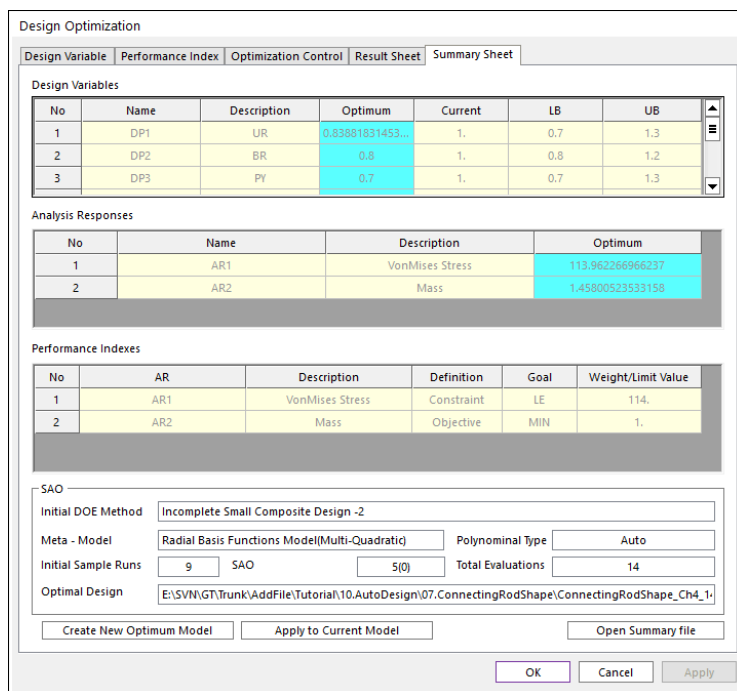 Design Optimization
Design Variable Performance Index Optimization Control Result Sheet Summary Sheet
Design Variables
No Name Description Optimum Current LB UB
1 DP1 UR 0.83881831453... 1. 0.7 1.3
2 DP2 BR 0.8 1. 0.8 1.2
3 DP3 PY 0.7 1. 0.7 1.3
Analysis Responses
No Name Description Optimum
1 AR1 VonMises Stress 113.962266966237
2 AR2 Mass 1.45800523533158
Performance Indexes
No AR Description Definition Goal Weight/Limit Value
1 AR1 VonMises Stress Constraint LE 114.
2 AR2 Mass Objective MIN 1.
SAO
Initial DOE Method Incomplete Small Composite Design -2
Meta - Model Radial Basis Functions Model(Multi-Quadratic) Polynominal Type Auto
Initial Sample Runs 9 SAO 5(0) Total Evaluations 14
Optimal Design E:\SVN\GT\Trunk\AddFile\Tutorial\10.AutoDesign\07.ConnectingRodShape\ConnectingRodShape_Ch4_14
Create New Optimum Model Apply to Current Model Open Summary file
OK Cancel Apply